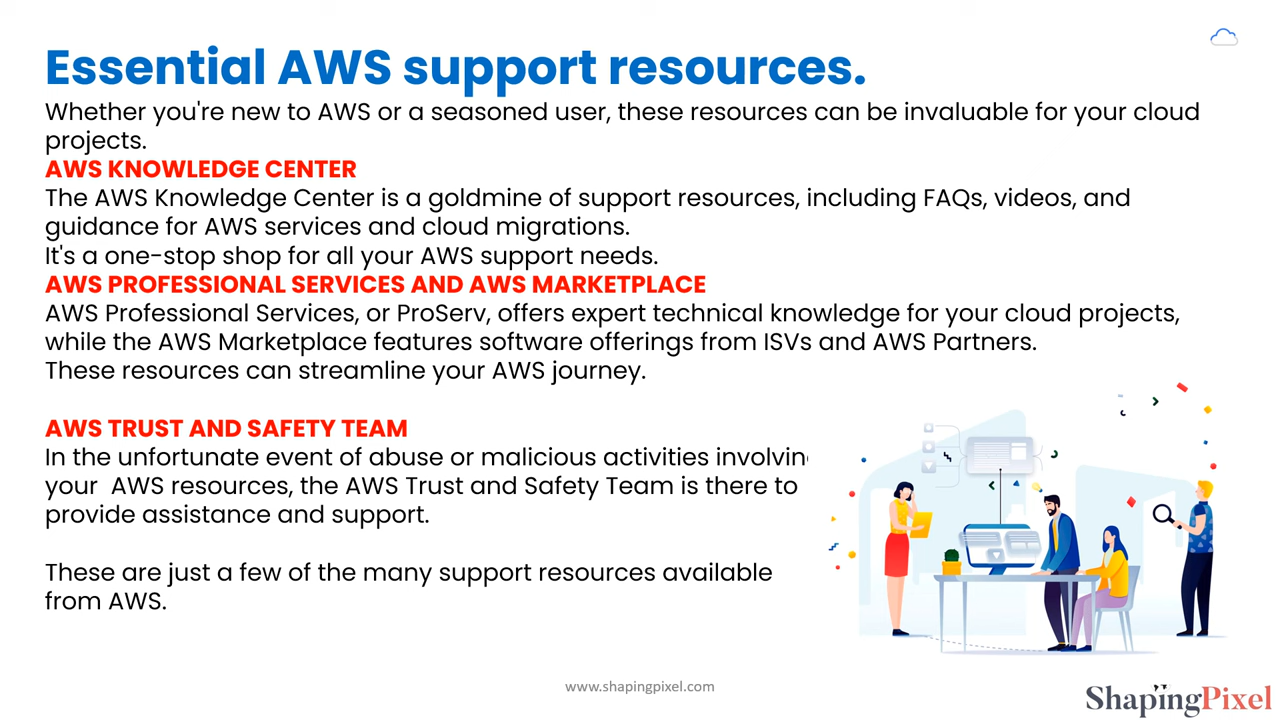 Essential AWS support resources.
Whether you're new to AWS or a seasoned user, these resources can be invaluable for your cloud
projects.
AWS KNOWLEDGE CENTER
The AWS Knowledge Center is a goldmine of support resources, including FAQs, videos, and
guidance for AWS services and cloud migrations.
It's a one-stop shop for all your AWS support needs.
AWS PROFESSIONAL SERVICES AND AWS MARKETPLACE
AWS Professional Services, or ProServ, offers expert technical knowledge for your cloud projects,
while the AWS Marketplace features software offerings from ISVs and AWS Partners.
These resources can streamline your AWS journey.
AWS TRUST AND SAFETY TEAM
In the unfortunate event of abuse or malicious activities involvin
your AWS resources, the AWS Trust and Safety Team is there to
provide assistance and support.
These are just a few of the many support resources available
from AWS.
www.shapingpixel.com
ShapingPixel